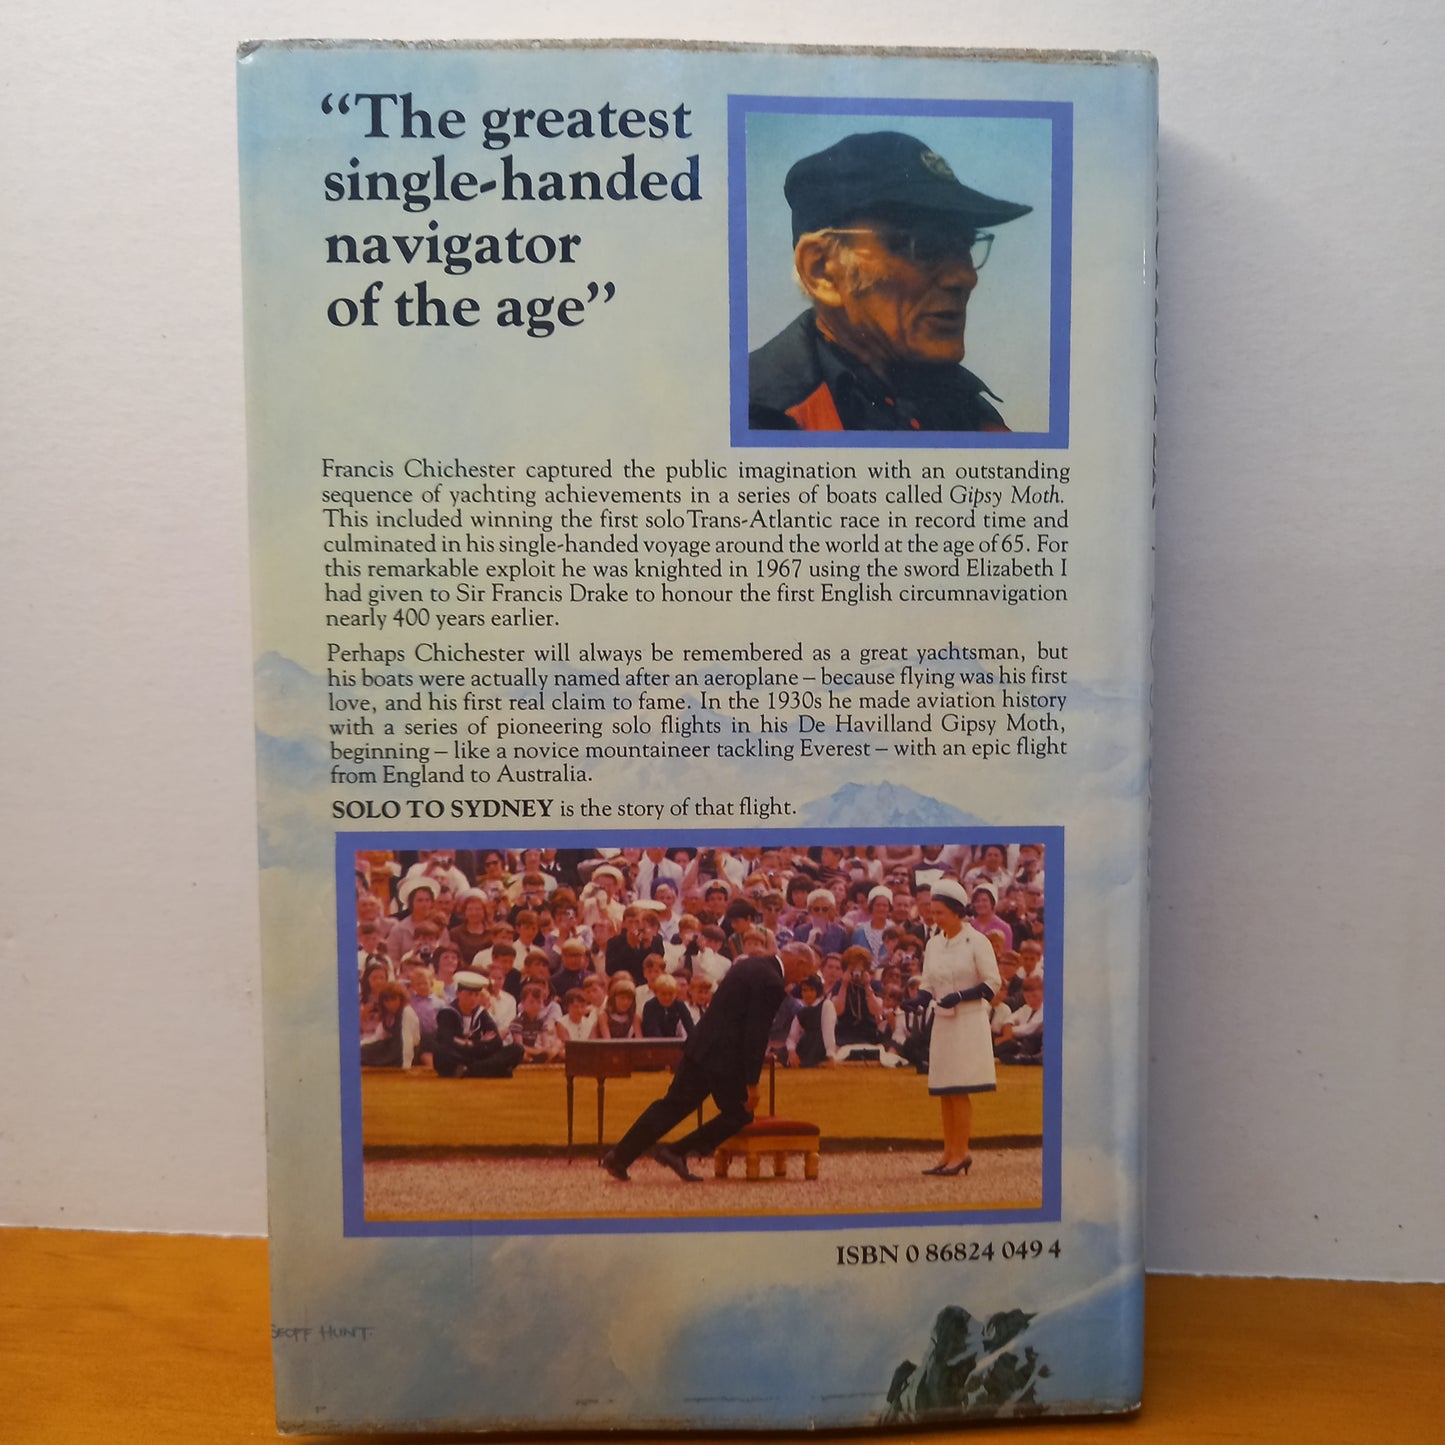 “The greatest
single-handed
navigator
of the age”
Francis Chichester captured the public imagination with an outstanding
sequence of yachting achievements in a series of boats called Gipsy Moth.
This included winning the first solo Trans-Atlantic race in record time and
culminated in his single-handed voyage around the world at the age of 65. For
this remarkable exploit he was knighted in 1967 using the sword Elizabeth I
had given to Sir Francis Drake to honour the first English circumnavigation
nearly 400 years earlier.
Perhaps Chichester will always be remembered as a great yachtsman, but
his boats were actually named after an aeroplane – because flying was his first
love, and his first real claim to fame. In the 1930s he made aviation history
with a series of pioneering solo flights in his De Havilland Gipsy Moth,
beginning – like a novice mountaineer tackling Everest – with an epic flight
from England to Australia.
SOLO TO SYDNEY is the story of that flight.
ISBN 0 86824 049 4
GEOFF HUNT.